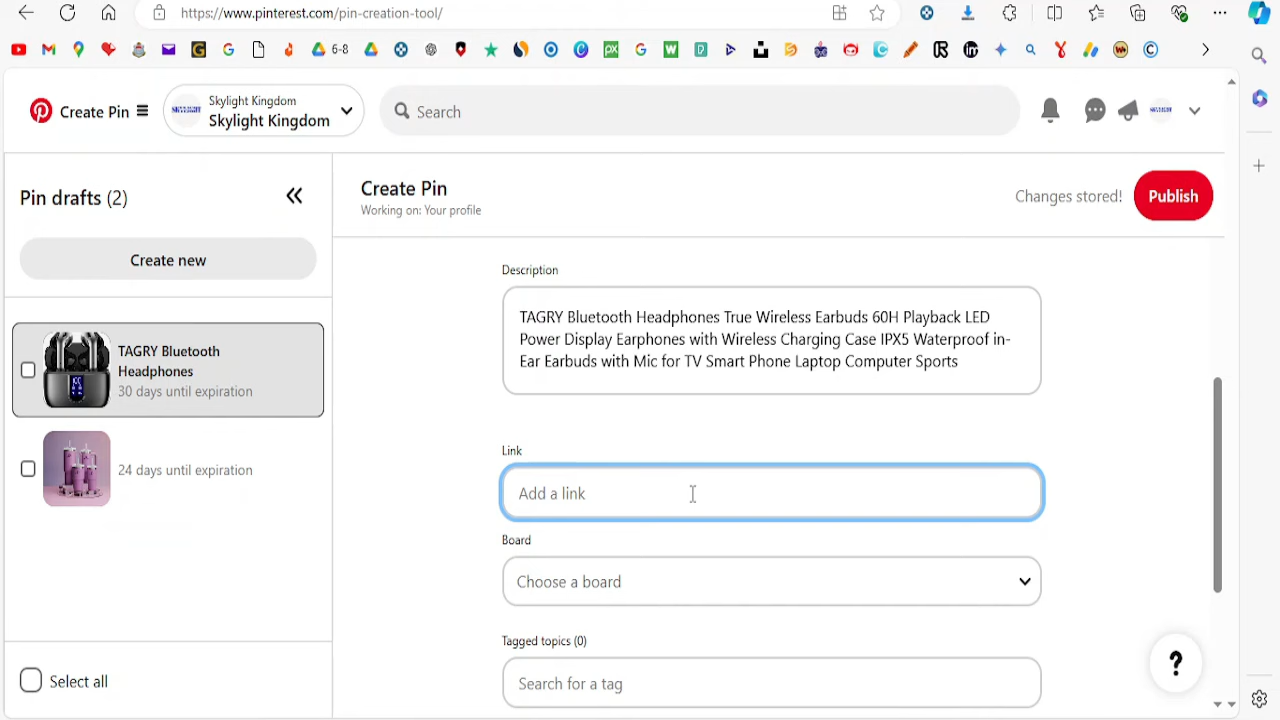 https://www.pinterest.com/pin-creation-tool/
6-8
Create Pin
Skylight Kingdom
Skylight Kingdom
Search
Pin drafts (2)
Create new
TAGRY Bluetooth
Headphones
30 days until expiration
24 days until expiration
Select all
Create Pin
Working on: Your profile
Changes stored!
Publish
Description
TAGRY Bluetooth Headphones True Wireless Earbuds 60H Playback LED
Power Display Earphones with Wireless Charging Case IPX5 Waterproof in-
Ear Earbuds with Mic for TV Smart Phone Laptop Computer Sports
Link
Add a link
Board
Choose a board
Tagged topics (0)
Search for a tag
?